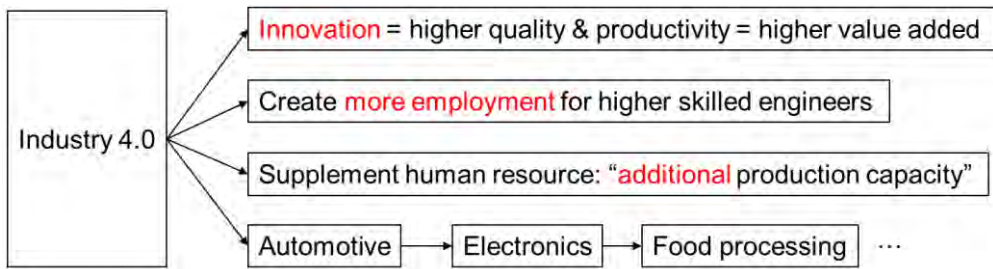 Innovation = higher quality & productivity = higher value added
Create more employment for higher skilled engineers
Industry 4.0
Supplement human resource: “additional production capacity”
Automotive Electronics Food processing ...